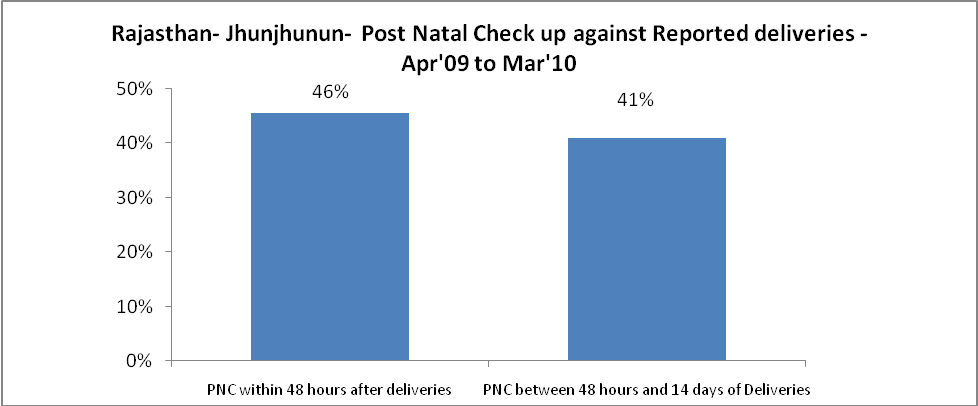 Rajasthan- Jhunjhunun- Post Natal Check up against Reported deliveries -
Apr'09 to Mar'10
50%
40%
30%
20%
10%
0%
46%
41%
PNC within 48 hours after deliveries
PNC between 48 hours and 14 days of Deliveries